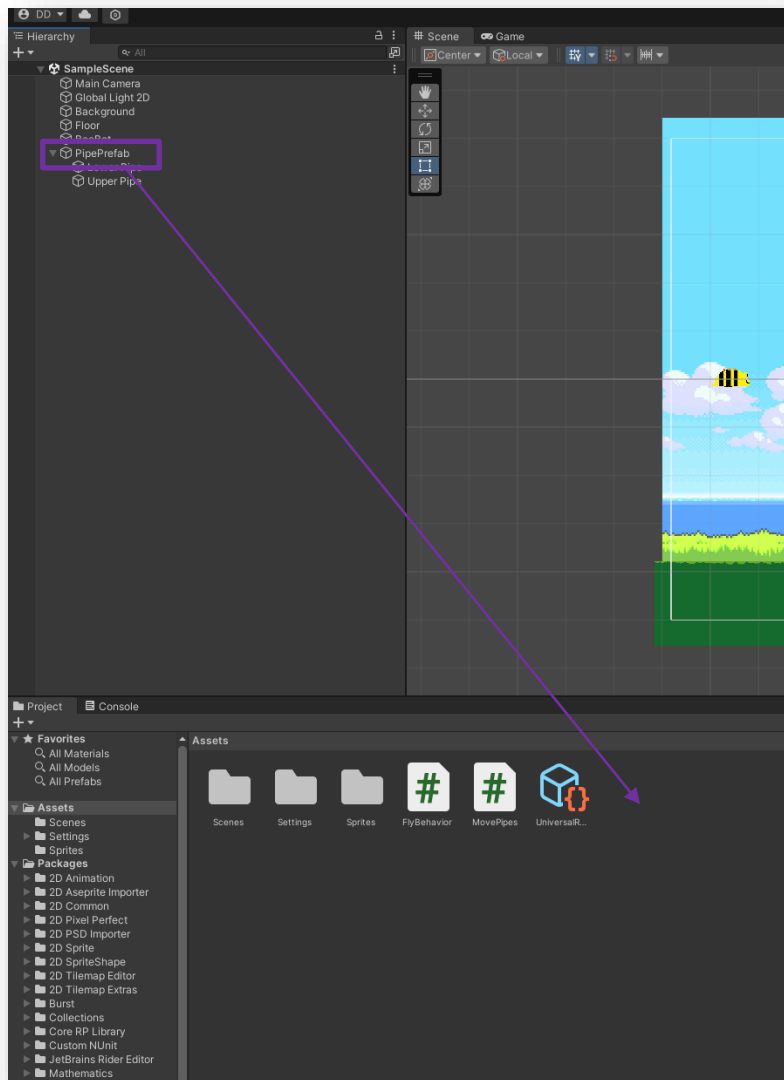 DD
Hierarchy
All
SampleScene
Main Camera
Global Light 2D
Background
Floor
PipePrefab
Lower Pipe
Upper Pipe
Scene Game
Center Local
Project Console
Favorites
All Materials
All Models
All Prefabs
Assets
Scenes
Settings
Sprites
Packages
2D Animation
2D Aseprite Importer
2D Common
2D Pixel Perfect
2D PSD Importer
2D Sprite
2D SpriteShape
2D Tilemap Editor
2D Tilemap Extras
Burst
Collections
Core RP Library
Custom NUnit
JetBrains Rider Editor
Mathematics
Assets
Scenes Settings Sprites FlyBehavior MovePipes UniversalR...